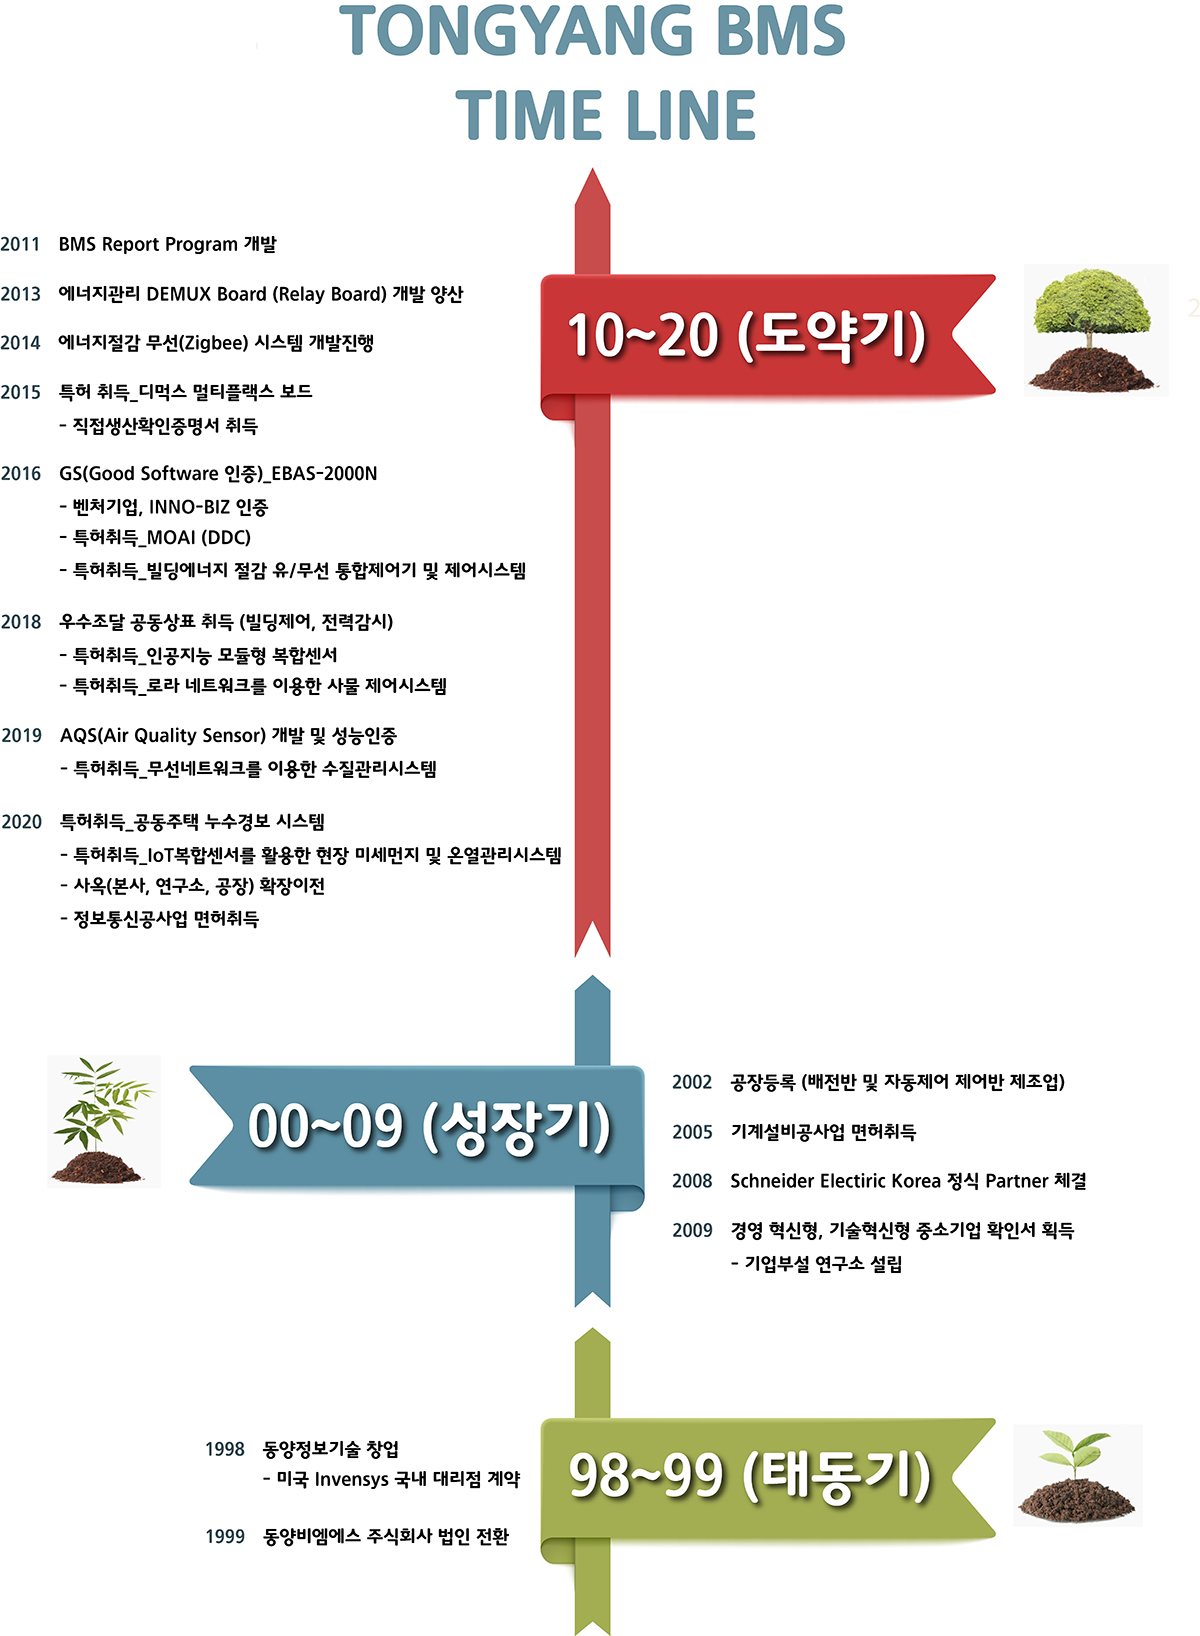 TONGYANG BMS
TIME LINE
10~20 (도약기)
2011 BMS Report Program 개발
2013 에너지관리 DEMUX Board (Relay Board) 개발 양산
2014 에너지절감 무선(Zigbee) 시스템 개발진행
2015 특허 취득_디먹스 멀티플랙스 보드
- 직접생산확인증명서 취득
2016 GS(Good Software 인증)_EBAS-2000N
- 벤처기업, INNO-BIZ 인증
- 특허취득_MOAI (DDC)
- 특허취득_빌딩에너지 절감 유/무선 통합제어기 및 제어시스템
2018 우수조달 공동상표 취득 (빌딩제어, 전력감시)
- 특허취득_인공지능 모듈형 복합센서
- 특허취득_로라 네트워크를 이용한 사물 제어시스템
2019 AQS(Air Quality Sensor) 개발 및 성능인증
- 특허취득_무선네트워크를 이용한 수질관리시스템
2020 특허취득_공동주택 누수경보 시스템
- 특허취득_IoT복합센서를 활용한 현장 미세먼지 및 온열관리시스템
- 사옥(본사, 연구소, 공장) 확장이전
- 정보통신공사업 면허취득
2
00~09 (성장기)
2002 공장등록 (배전반 및 자동제어 제어반 제조업)
2005 기계설비공사업 면허취득
2008 Schneider Electiric Korea 정식 Partner 체결
2009 경영 혁신형, 기술혁신형 중소기업 확인서 획득
- 기업부설 연구소 설립
98~99 (태동기)
1998 동양정보기술 창업
- 미국 Invensys 국내 대리점 계약
1999 동양비엠에스 주식회사 법인 전환